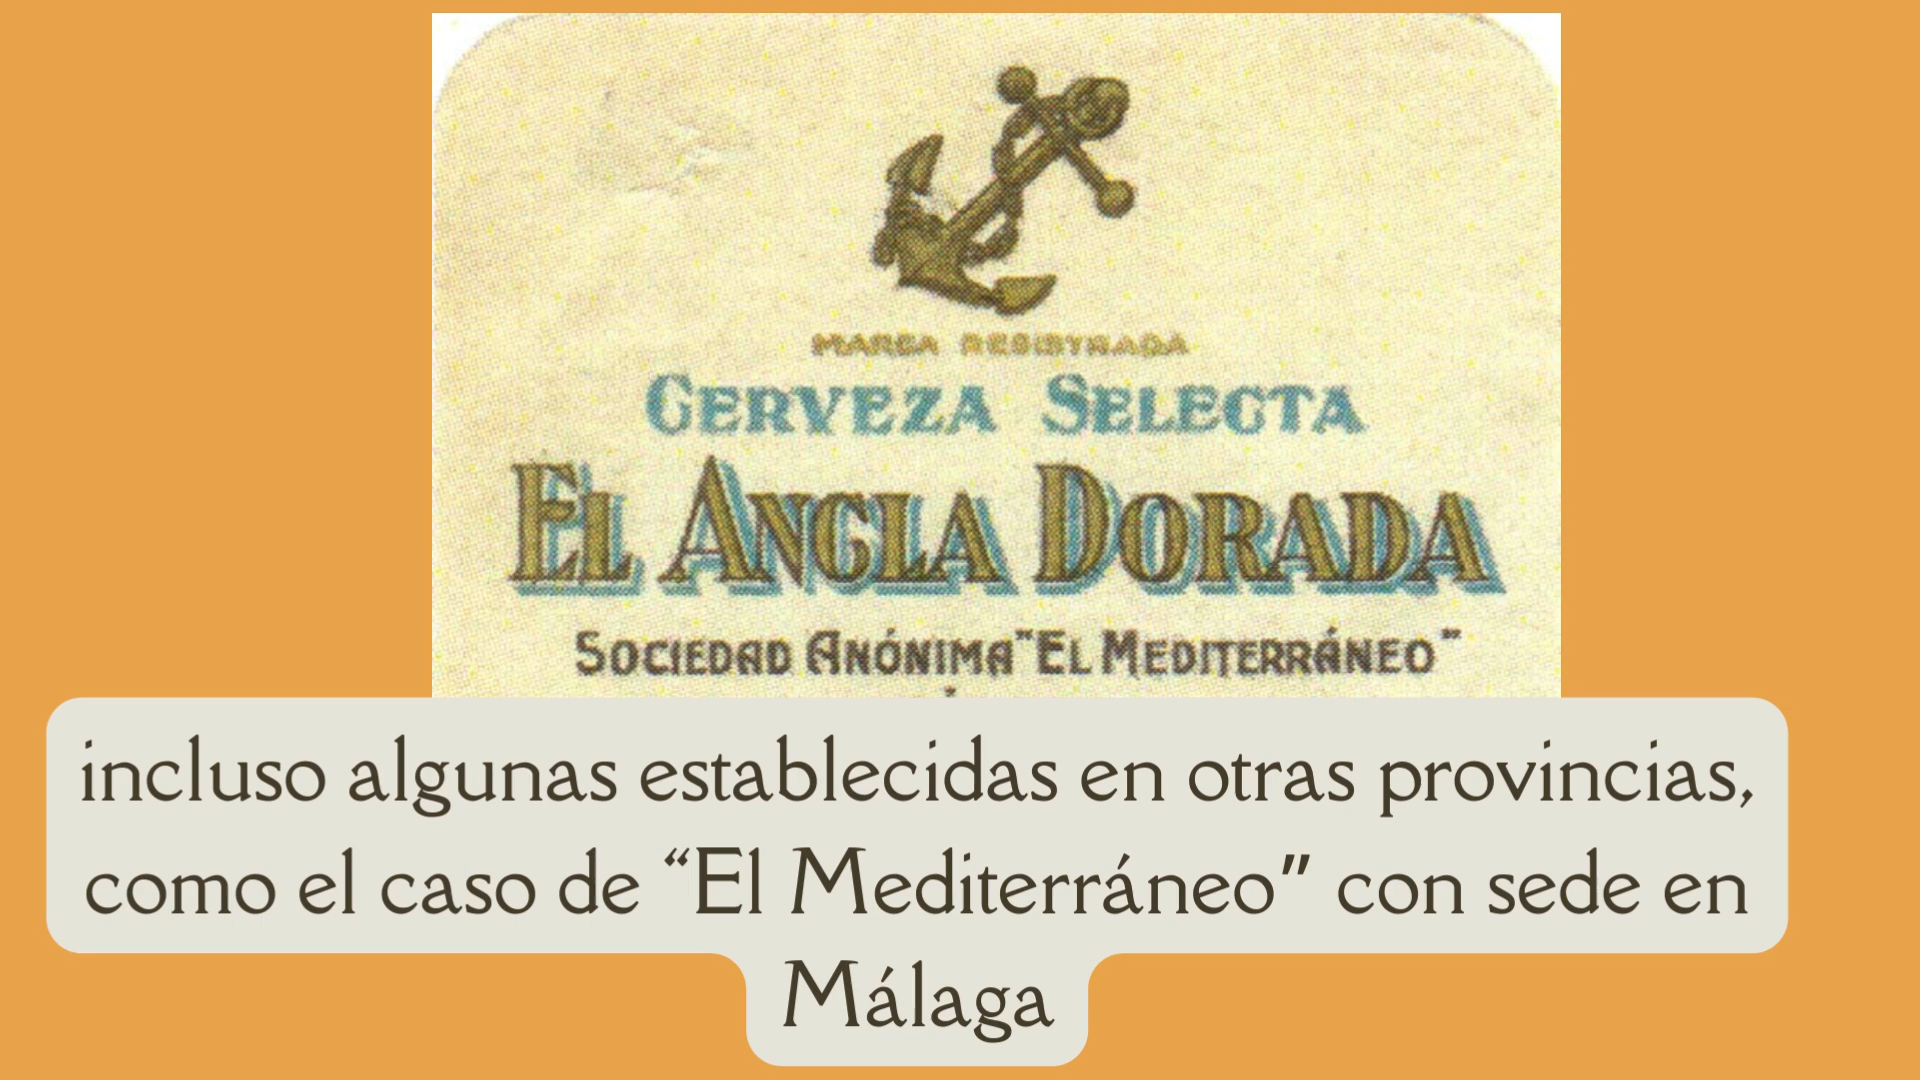 MARCA REGISTRADA
CERVEZA SELECTA
EL ANCLA DORADA
SOCIEDAD ANÓNIMA "EL MEDITERRÁNEO"
incluso algunas establecidas en otras provincias,
como el caso de “El Mediterráneo” con sede en
Málaga